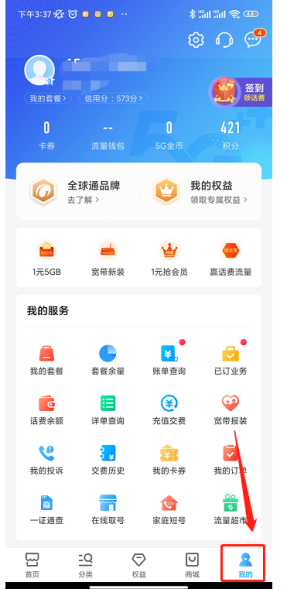 下午3:37
4
我的套餐>
信用分：573分>
签到
领话费
0 -- 0 421
卡券 流量钱包 5G金币 积分
全球通品牌 我的权益
去了解> 领取专属权益>
1元5GB 宽带新装 1元抢会员 赢话费流量
我的服务
我的套餐 套餐余量 账单查询 已订业务
话费余额 详单查询 充值交费 宽带报装
我的投诉 交费历史 我的卡券 我的订单
一证通查 在线取号 家庭短号 流量超市
首页 分类 权益 商城 我的